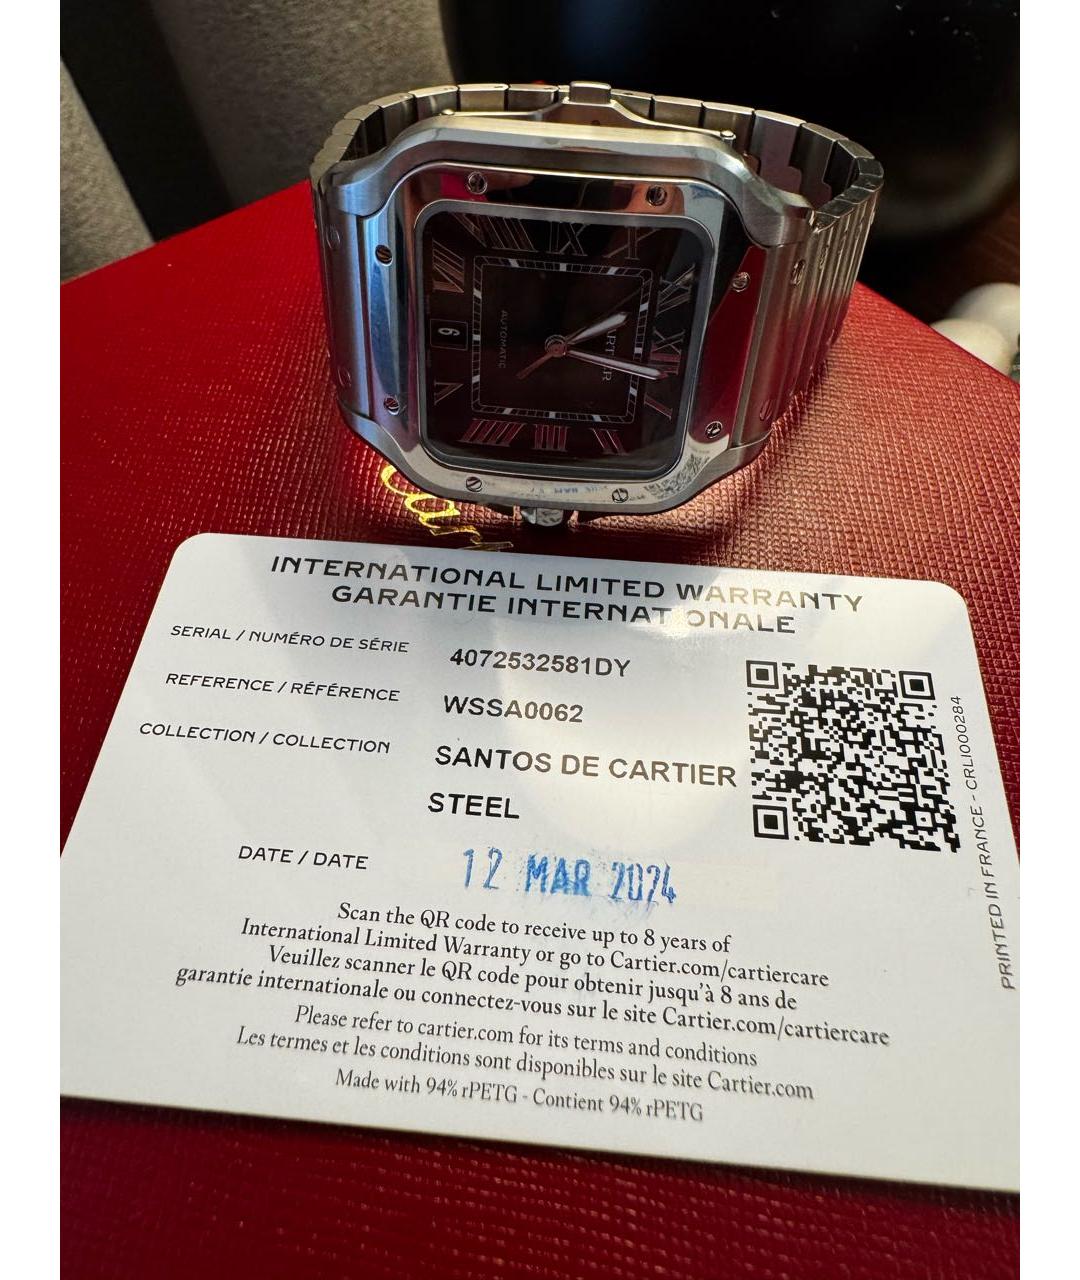 AUTOMATIC
6
INTERNATIONAL LIMITED WARRANTY
GARANTIE INTERNATIONALE
SERIAL / NUMÉRO DE SÉRIE 4072532581DY
REFERENCE / RÉFÉRENCE WSSA0062
COLLECTION / COLLECTION SANTOS DE CARTIER
STEEL
DATE / DATE 12 MAR 2024
Scan the QR code to receive up to 8 years of
International Limited Warranty or go to Cartier.com/cartiercare
Veuillez scanner le QR code pour obtenir jusqu'à 8 ans de
garantie internationale ou connectez-vous sur le site Cartier.com/cartiercare
Please refer to cartier.com for its terms and conditions
Les termes et les conditions sont disponibles sur le site Cartier.com
Made with 94% rPETG - Contient 94% rPETG
PRINTED IN FRANCE - CRLI000284